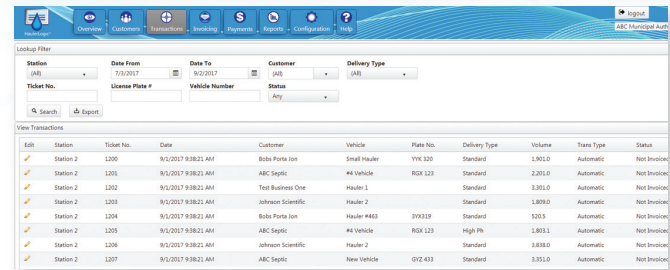 HaulerLogic
Overview Customers Transactions Invoicing Payments Reports Configuration Help
logout
ABC Municipal Auth
Lookup Filter
Station Date From Date To Customer Delivery Type
(All) 7/3/2017 9/2/2017 (All) (All)
Ticket No. License Plate # Vehicle Number Status
Any
Search Export
View Transactions
Edit Station Ticket No. Date Customer Vehicle Plate No. Delivery Type Volume Trans Type Status
Station 2 1200 9/1/2017 9:38:21 AM Bobs Porta Jon Small Hauler YYK 320 Standard 1,901.0 Automatic Not Invoiced
Station 2 1201 9/1/2017 9:38:21 AM ABC Septic #4 Vehicle RGX 123 Standard 2,201.0 Automatic Not Invoiced
Station 2 1202 9/1/2017 9:38:21 AM Test Business One Hauler 1 Standard 3,301.0 Automatic Not Invoiced
Station 2 1203 9/1/2017 9:38:21 AM Johnson Scientific Hauler 2 Standard 1,809.0 Automatic Not Invoiced
Station 2 1204 9/1/2017 9:38:21 AM Bobs Porta Jon Hauler #463 3YX319 Standard 520.5 Automatic Not Invoiced
Station 2 1205 9/1/2017 9:38:21 AM ABC Septic #4 Vehicle RGX 123 High Ph 1,803.1 Automatic Not Invoiced
Station 2 1206 9/1/2017 9:38:21 AM Johnson Scientific Hauler 2 Standard 3,838.0 Automatic Not Invoiced
Station 2 1207 9/1/2017 9:38:21 AM ABC Septic New Vehicle GYZ 433 Standard 3,351.0 Automatic Not Invoiced